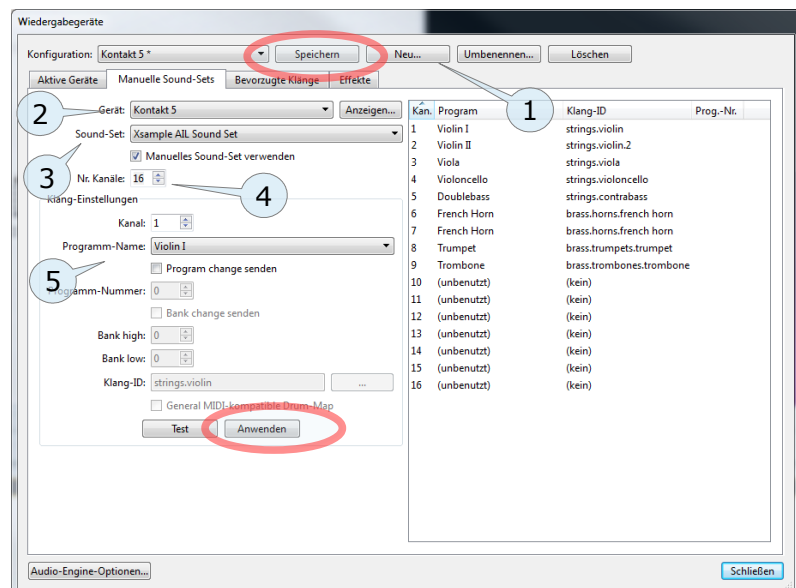 Wiedergabegeräte
Konfiguration: Kontakt 5 * Speichern Neu... Umbenennen... Löschen
Aktive Geräte Manuelle Sound-Sets Bevorzugte Klänge Effekte
1
2
Gerät: Kontakt 5 Anzeigen...
Sound-Set: Xsample AIL Sound Set
Manuelles Sound-Set verwenden
3
Nr. Kanäle: 16
4
Klang-Einstellungen
Kanal: 1
Programm-Name: Violin I
5
Program change senden
Programm-Nummer: 0
Bank change senden
Bank high: 0
Bank low: 0
Klang-ID: strings.violin ...
General MIDI-kompatible Drum-Map
Test Anwenden
Kan. Program Klang-ID Prog.-Nr.
1 Violin I strings.violin
2 Violin II strings.violin.2
3 Viola strings.viola
4 Violoncello strings.violoncello
5 Doublebass strings.contrabass
6 French Horn brass.horns.french horn
7 French Horn brass.horns.french horn
8 Trumpet brass.trumpets.trumpet
9 Trombone brass.trombones.trombone
10 (unbenutzt) (kein)
11 (unbenutzt) (kein)
12 (unbenutzt) (kein)
13 (unbenutzt) (kein)
14 (unbenutzt) (kein)
15 (unbenutzt) (kein)
16 (unbenutzt) (kein)
Audio-Engine-Optionen... Schließen